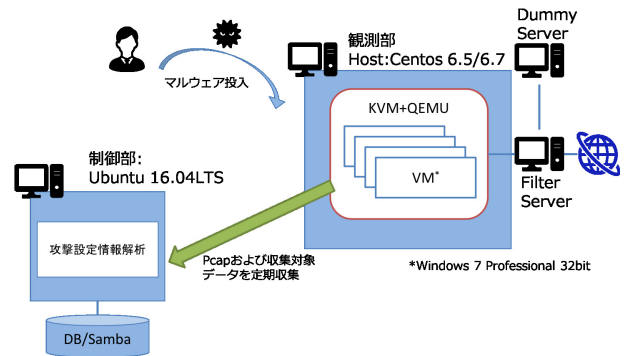 マルウェア投入
観測部
Host:Centos 6.5/6.7
Dummy
Server
KVM+QEMU
VM*
Filter
Server
制御部:
Ubuntu 16.04LTS
攻撃設定情報解析
Pcapおよび収集対象
データを定期収集
*Windows 7 Professional 32bit
DB/Samba